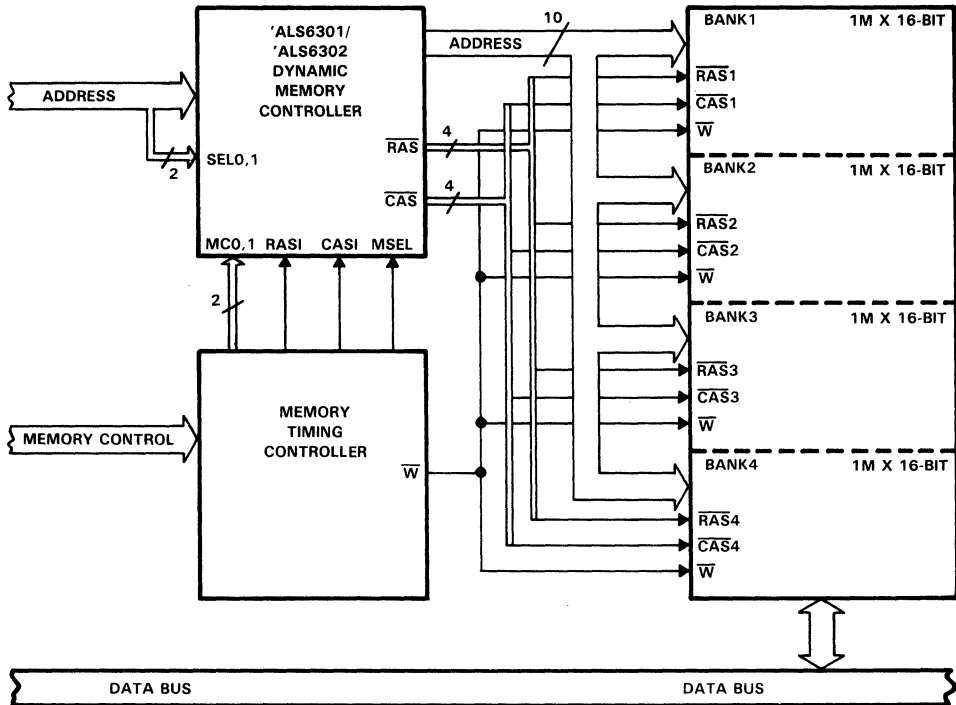 'ALS6301/
'ALS6302
DYNAMIC
MEMORY
CONTROLLER
ADDRESS
2
SEL0,1
RAS
CAS
MC0,1 RASI CASI MSEL
10
ADDRESS
4
4
2
MEMORY
TIMING
CONTROLLER
W
MEMORY CONTROL
BANK1 1M X 16-BIT
RAS1
CAS1
W
BANK2 1M X 16-BIT
RAS2
CAS2
W
BANK3 1M X 16-BIT
RAS3
CAS3
W
BANK4 1M X 16-BIT
RAS4
CAS4
W
DATA BUS DATA BUS